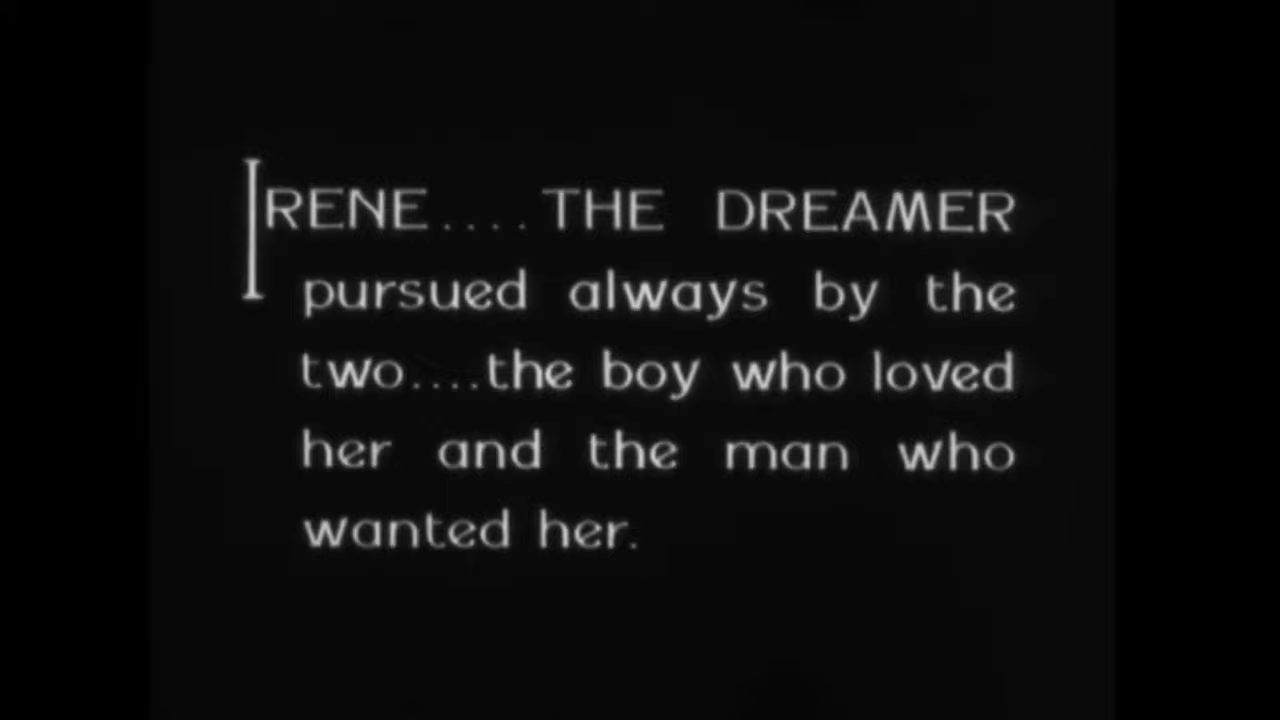 IRENE....THE DREAMER
pursued always by the
two....the boy who loved
her and the man who
wanted her.